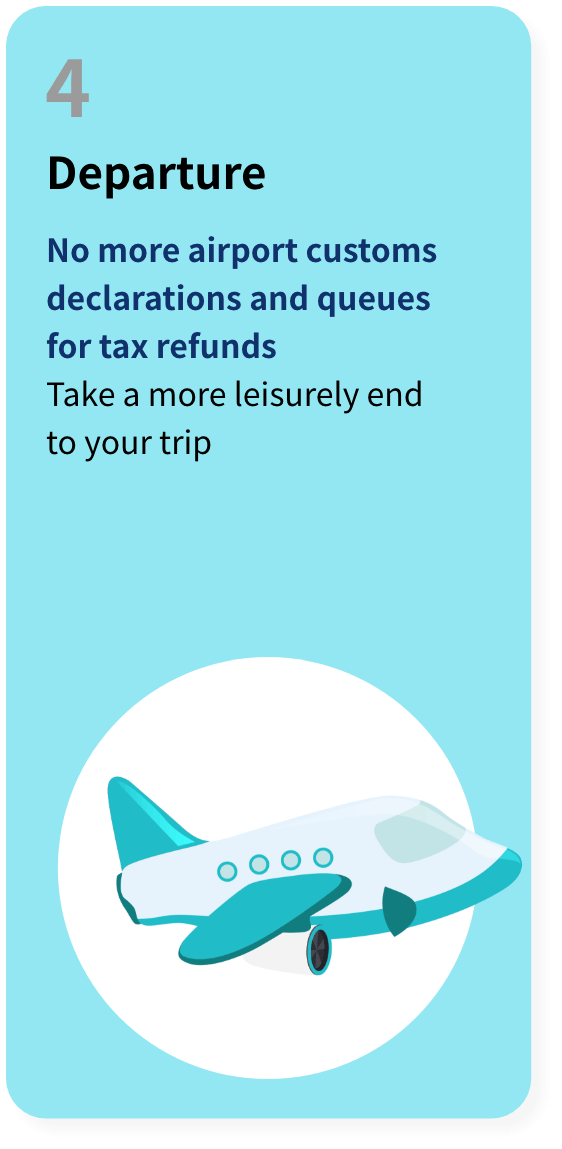 4
Departure
No more airport customs
declarations and queues
for tax refunds
Take a more leisurely end
to your trip